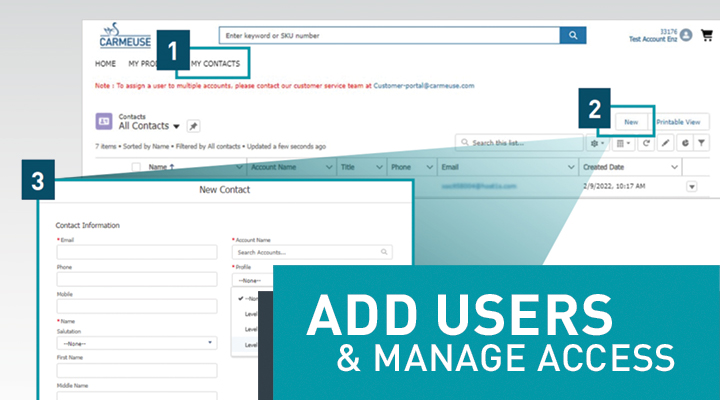 CARMEUSE
Enter keyword or SKU number
33176
Test Account Enz
1
HOME MY PRO MY CONTACTS
Note : To assign a user to multiple accounts, please contact our customer service team at Customer-portal@carmeuse.com
2
Contacts
All Contacts
New
Printable View
7 items • Sorted by Name • Filtered by All contacts • Updated a few seconds ago
Search this list...
Name Account Name Title Phone Email Created Date
2/9/2022, 10:17 AM
3
New Contact
Contact Information
* Email
* Account Name
Search Accounts...
Phone
* Profile
--None--
Mobile
--Non
Level
* Name
Salutation
Level
--None--
Level
First Name
Middle Name
ADD USERS
& MANAGE ACCESS